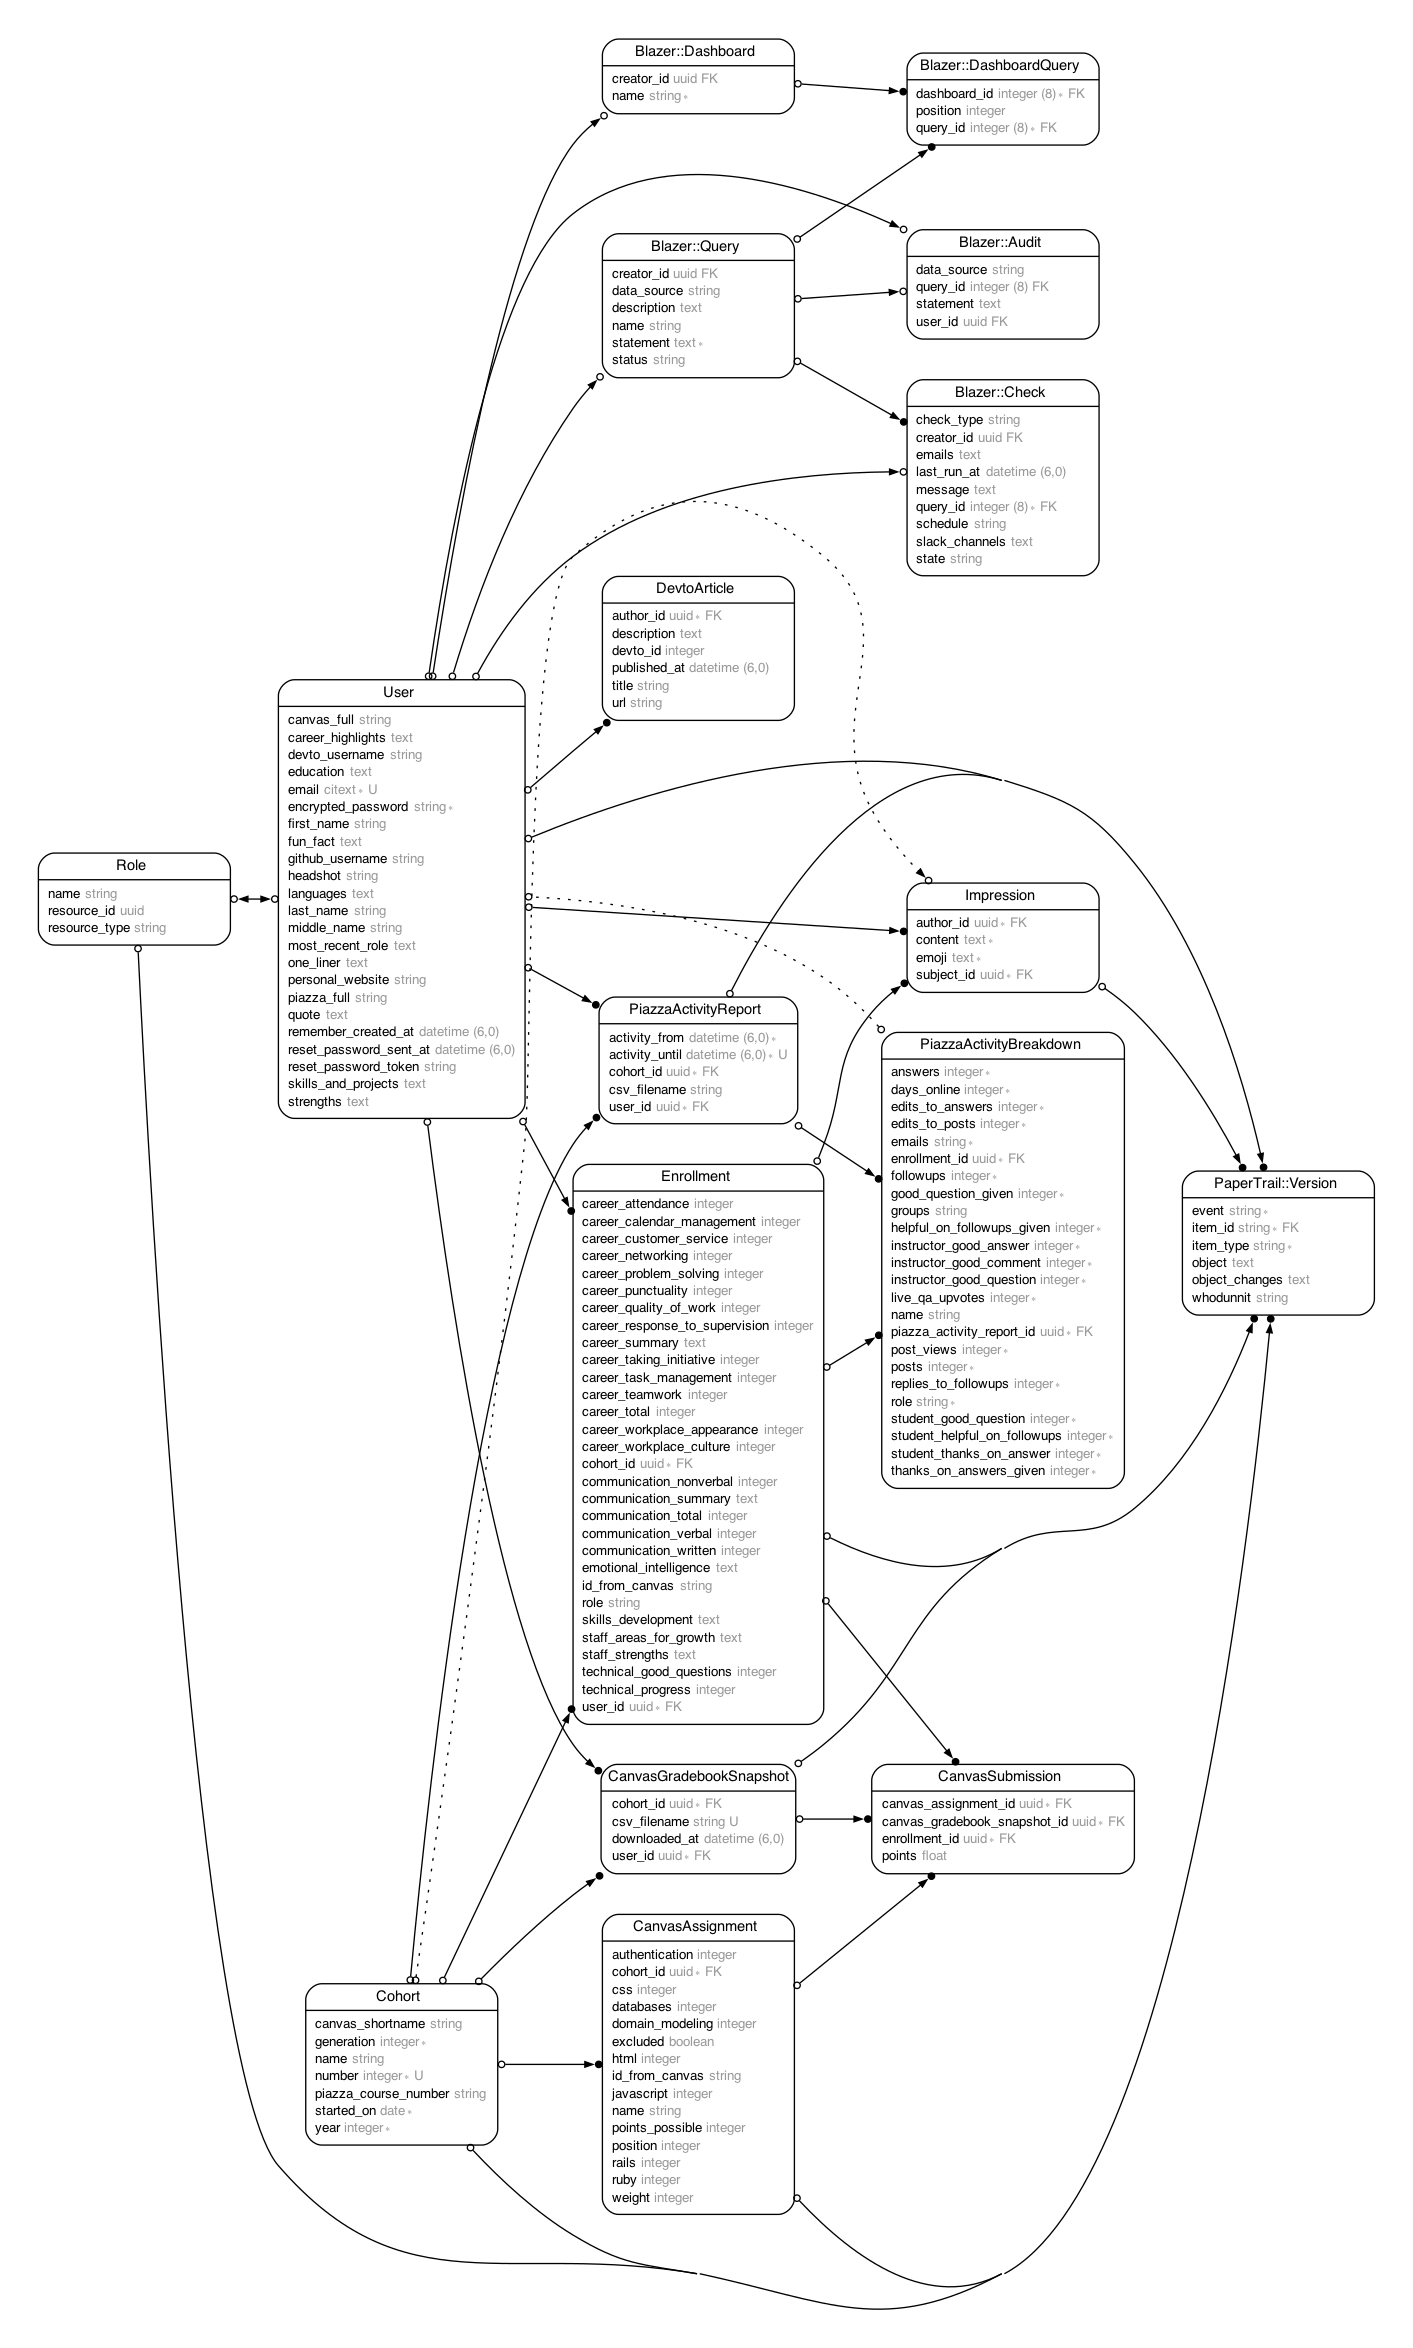 Blazer::Dashboard
creator_id uuid FK
name string∗
Blazer::DashboardQuery
dashboard_id integer (8)∗ FK
position integer
query_id integer (8)∗ FK
Blazer::Query
creator_id uuid FK
data_source string
description text
name string
statement text∗
status string
Blazer::Audit
data_source string
query_id integer (8) FK
statement text
user_id uuid FK
Blazer::Check
check_type string
creator_id uuid FK
emails text
last_run_at datetime (6,0)
message text
query_id integer (8)∗ FK
schedule string
slack_channels text
state string
DevtoArticle
author_id uuid∗ FK
description text
devto_id integer
published_at datetime (6,0)
title string
url string
User
canvas_full string
career_highlights text
devto_username string
education text
email citext∗ U
encrypted_password string∗
first_name string
fun_fact text
github_username string
headshot string
languages text
last_name string
middle_name string
most_recent_role text
one_liner text
personal_website string
piazza_full string
quote text
remember_created_at datetime (6,0)
reset_password_sent_at datetime (6,0)
reset_password_token string
skills_and_projects text
strengths text
Role
name string
resource_id uuid
resource_type string
Impression
author_id uuid∗ FK
content text∗
emoji text∗
subject_id uuid∗ FK
PiazzaActivityReport
activity_from datetime (6,0)∗
activity_until datetime (6,0)∗ U
cohort_id uuid∗ FK
csv_filename string
user_id uuid∗ FK
PiazzaActivityBreakdown
answers integer∗
days_online integer∗
edits_to_answers integer∗
edits_to_posts integer∗
emails string∗
enrollment_id uuid∗ FK
followups integer∗
good_question_given integer∗
groups string
helpful_on_followups_given integer∗
instructor_good_answer integer∗
instructor_good_comment integer∗
instructor_good_question integer∗
live_qa_upvotes integer∗
name string
piazza_activity_report_id uuid∗ FK
post_views integer∗
posts integer∗
replies_to_followups integer∗
role string∗
student_good_question integer∗
student_helpful_on_followups integer∗
student_thanks_on_answer integer∗
thanks_on_answers_given integer∗
PaperTrail::Version
event string∗
item_id string∗ FK
item_type string∗
object text
object_changes text
whodunnit string
Enrollment
career_attendance integer
career_calendar_management integer
career_customer_service integer
career_networking integer
career_problem_solving integer
career_punctuality integer
career_quality_of_work integer
career_response_to_supervision integer
career_summary text
career_taking_initiative integer
career_task_management integer
career_teamwork integer
career_total integer
career_workplace_appearance integer
career_workplace_culture integer
cohort_id uuid∗ FK
communication_nonverbal integer
communication_summary text
communication_total integer
communication_verbal integer
communication_written integer
emotional_intelligence text
id_from_canvas string
role string
skills_development text
staff_areas_for_growth text
staff_strengths text
technical_good_questions integer
technical_progress integer
user_id uuid∗ FK
CanvasGradebookSnapshot
cohort_id uuid∗ FK
csv_filename string U
downloaded_at datetime (6,0)
user_id uuid∗ FK
CanvasSubmission
canvas_assignment_id uuid∗ FK
canvas_gradebook_snapshot_id uuid∗ FK
enrollment_id uuid∗ FK
points float
CanvasAssignment
authentication integer
cohort_id uuid∗ FK
css integer
databases integer
domain_modeling integer
excluded boolean
html integer
id_from_canvas string
javascript integer
name string
points_possible integer
position integer
rails integer
ruby integer
weight integer
Cohort
canvas_shortname string
generation integer∗
name string
number integer∗ U
piazza_course_number string
started_on date∗
year integer∗